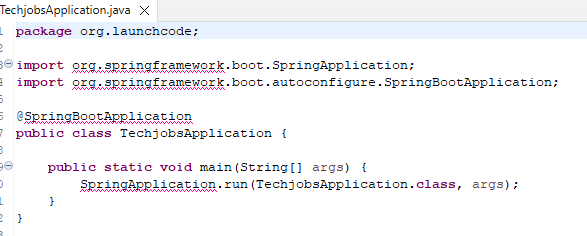 TechjobsApplication.java
package org.launchcode;
import org.springframework.boot.SpringApplication;
import org.springframework.boot.autoconfigure.SpringBootApplication;
@SpringBootApplication
public class TechjobsApplication {
public static void main(String[] args) {
SpringApplication.run(TechjobsApplication.class, args);
}
}